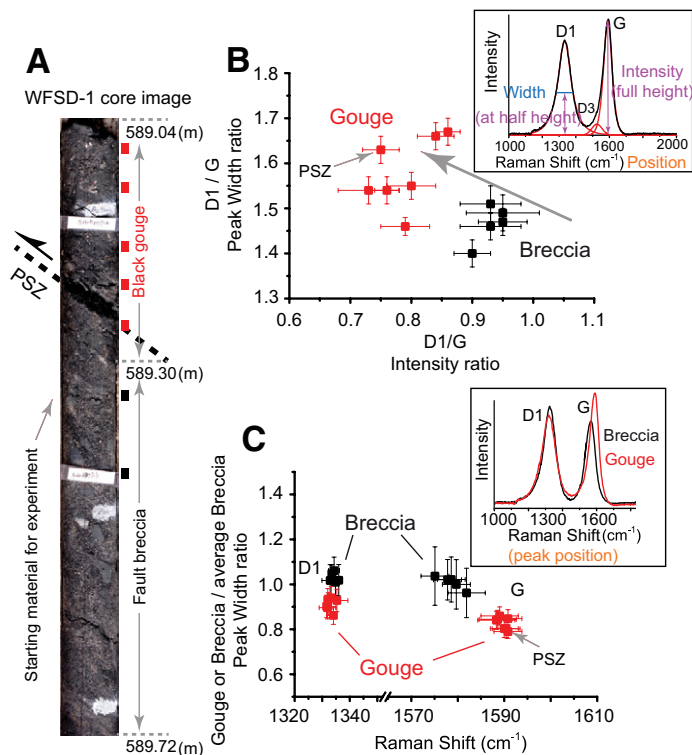 A
WFSD-1 core image
589.04(m)
Black gouge
PSZ
589.30(m)
Starting material for experiment
Fault breccia
589.72(m)
B
D1 / G
Peak Width ratio
1.8
1.7
1.6
1.5
1.4
1.3
Gouge
PSZ
Breccia
0.6 0.7 0.8 0.9 1.0 1.1
D1/G
Intensity ratio
Intensity
D1 G
Width
(at half height)
D3
Intensity
(full height)
1000 1300 1600 2000
Raman Shift (cm-1)
Position
C
Gouge or Breccia / average Breccia
Peak Width ratio
1.4
1.2
1.0
0.8
0.6
Breccia
D1
G
Gouge
PSZ
1320 1340 1570 1590 1610
Raman Shift (cm-1)
Intensity
D1 G
Breccia
Gouge
1000 1300 1600
Raman Shift (cm-1)
(peak position)